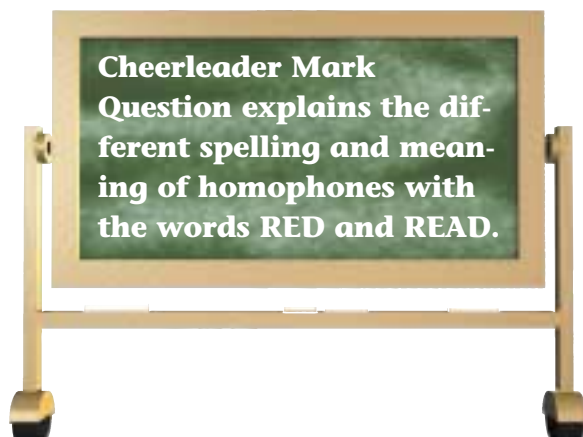 Cheerleader Mark
Question explains the dif-
ferent spelling and mean-
ing of homophones with
the words RED and READ.